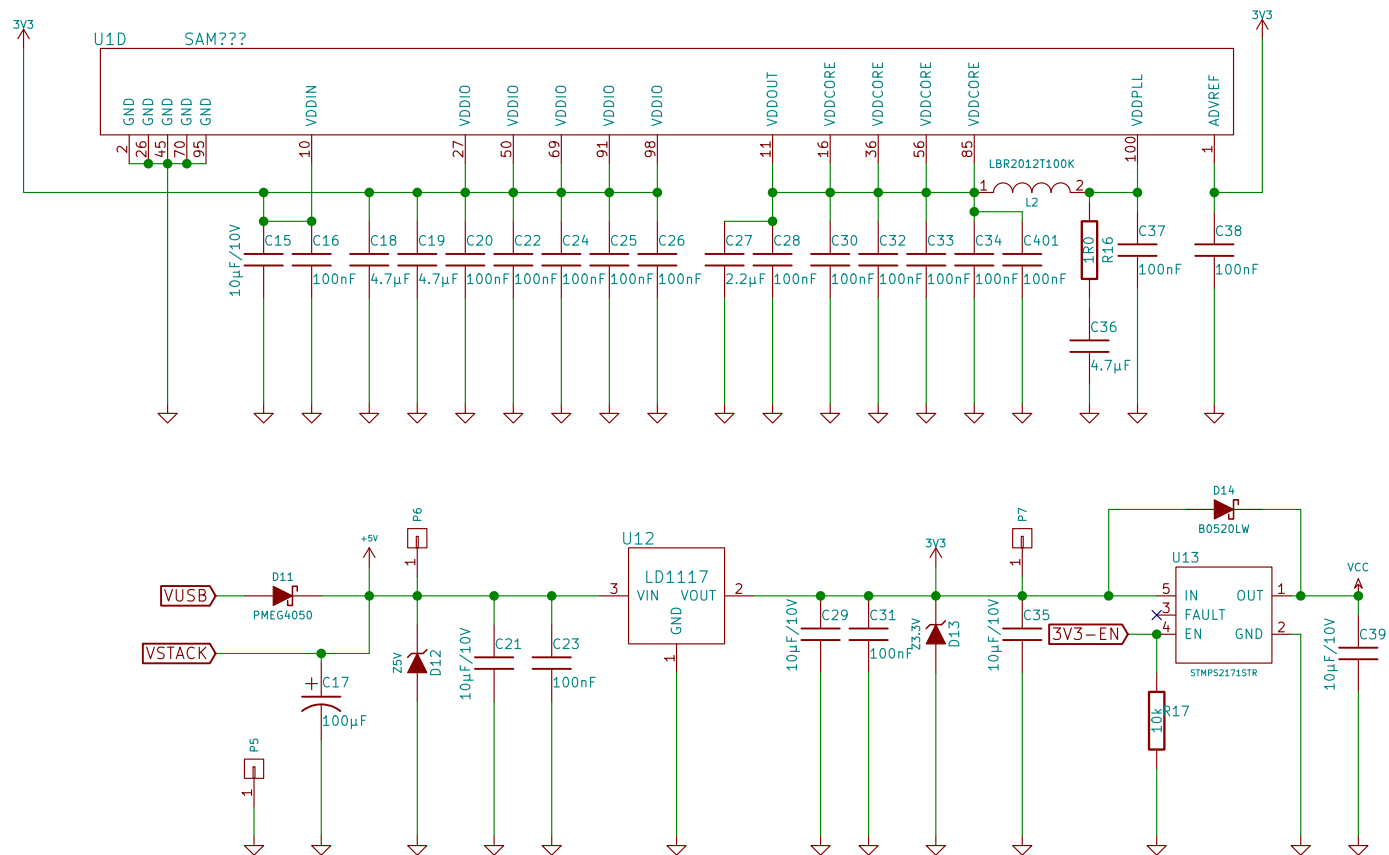 3V3
3V3
U1D
SAM???
GND
GND
GND
GND
GND
VDDIN
VDDIO
VDDIO
VDDIO
VDDIO
VDDIO
VDDOUT
VDDCORE
VDDCORE
VDDCORE
VDDCORE
VDDPLL
ADVREF
2
26
45
70
95
10
27
50
69
91
98
11
16
36
56
85
100
1
LBR2012T100K
1
2
L2
C15
C16
C18
C19
C20
C22
C24
C25
C26
C27
C28
C30
C32
C33
C34
C401
1R0
R16
C37
C38
10µF/10V
100nF
4.7µF
4.7µF
100nF
100nF
100nF
100nF
100nF
2.2µF
100nF
100nF
100nF
100nF
100nF
100nF
100nF
100nF
C36
4.7µF
VUSB
D11
PMEG4050
+5V
P6
1
VSTACK
C17
100µF
P5
1
Z5V
D12
C21
10µF/10V
C23
100nF
U12
LD1117
VIN
VOUT
GND
3
2
1
C29
10µF/10V
C31
100nF
3V3
Z3.3V
D13
P7
1
C35
10µF/10V
D14
B0520LW
U13
5
IN
OUT
1
3
FAULT
3V3-EN
4
EN
GND
2
STMPS2171STR
10k
R17
VCC
C39
10µF/10V